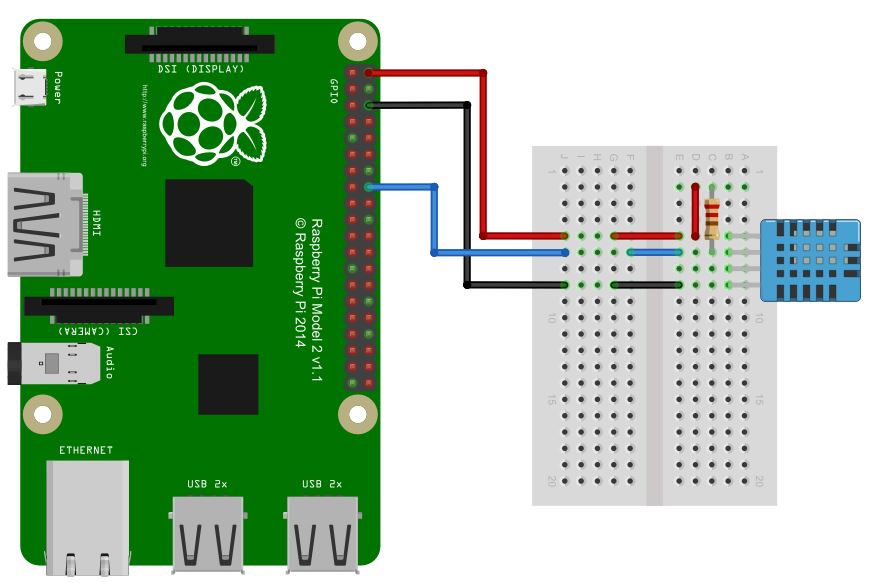 DSI (DISPLAY)
Power
http://www.raspberrypi.org
GPIO
TM
HDMI
Raspberry Pi Model 2 v1.1
© Raspberry Pi 2014
CSI (CAMERA)
Audio
ETHERNET
USB 2x
USB 2x
J I H G F E D C B A
1 1
5
10 10
15 15
20 20